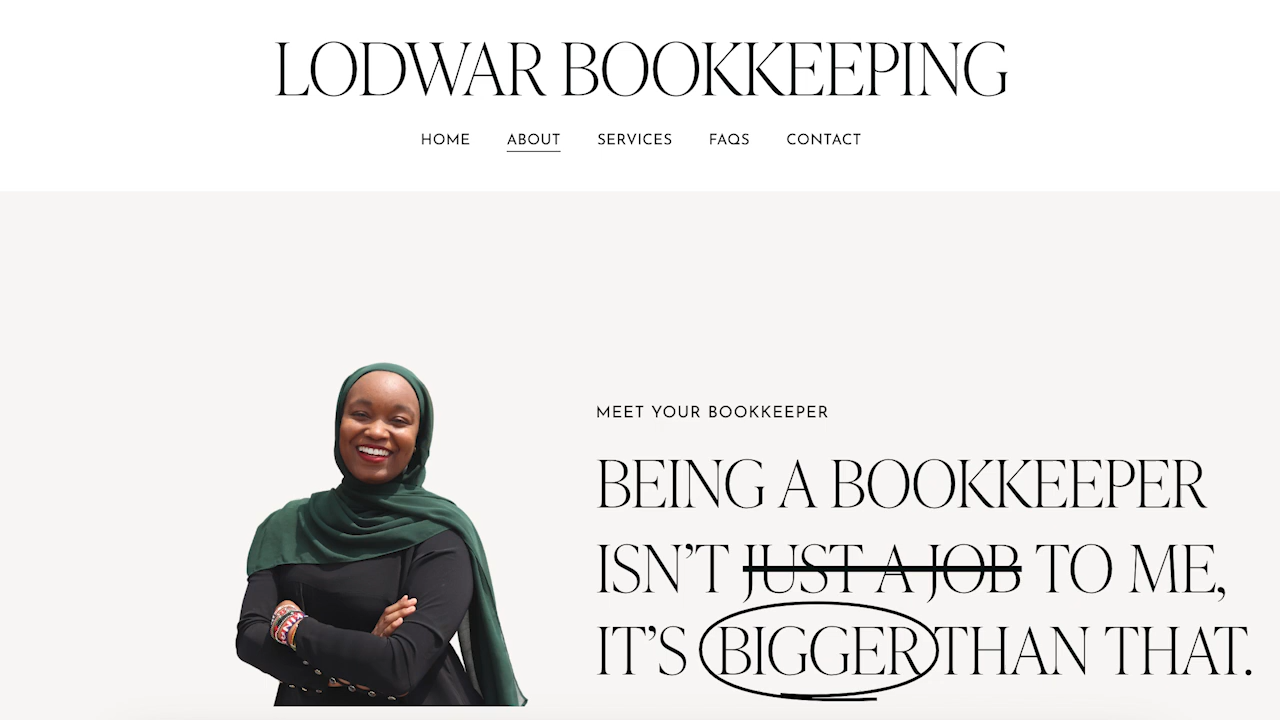 LODWAR BOOKKEEPING
HOME ABOUT SERVICES FAQS CONTACT
MEET YOUR BOOKKEEPER
BEING A BOOKKEEPER
ISN'T JUST A JOB TO ME,
IT'S BIGGER THAN THAT.